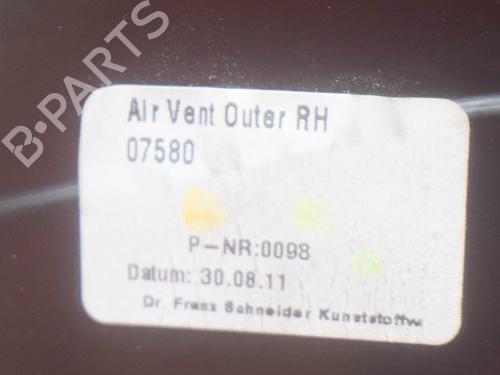 B-PARTS
Air Vent Outer RH
07580
P-NR:0098
Datum: 30.08.11
Dr. Franz Schneider Kunststoffw